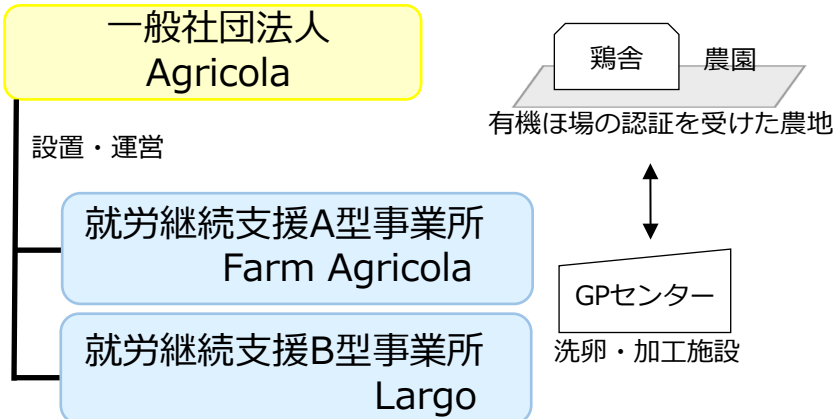 一般社団法人
Agricola
設置・運営
就労継続支援A型事業所
Farm Agricola
就労継続支援B型事業所
Largo
鶏舎
農園
有機ほ場の認証を受けた農地
GPセンター
洗卵・加工施設